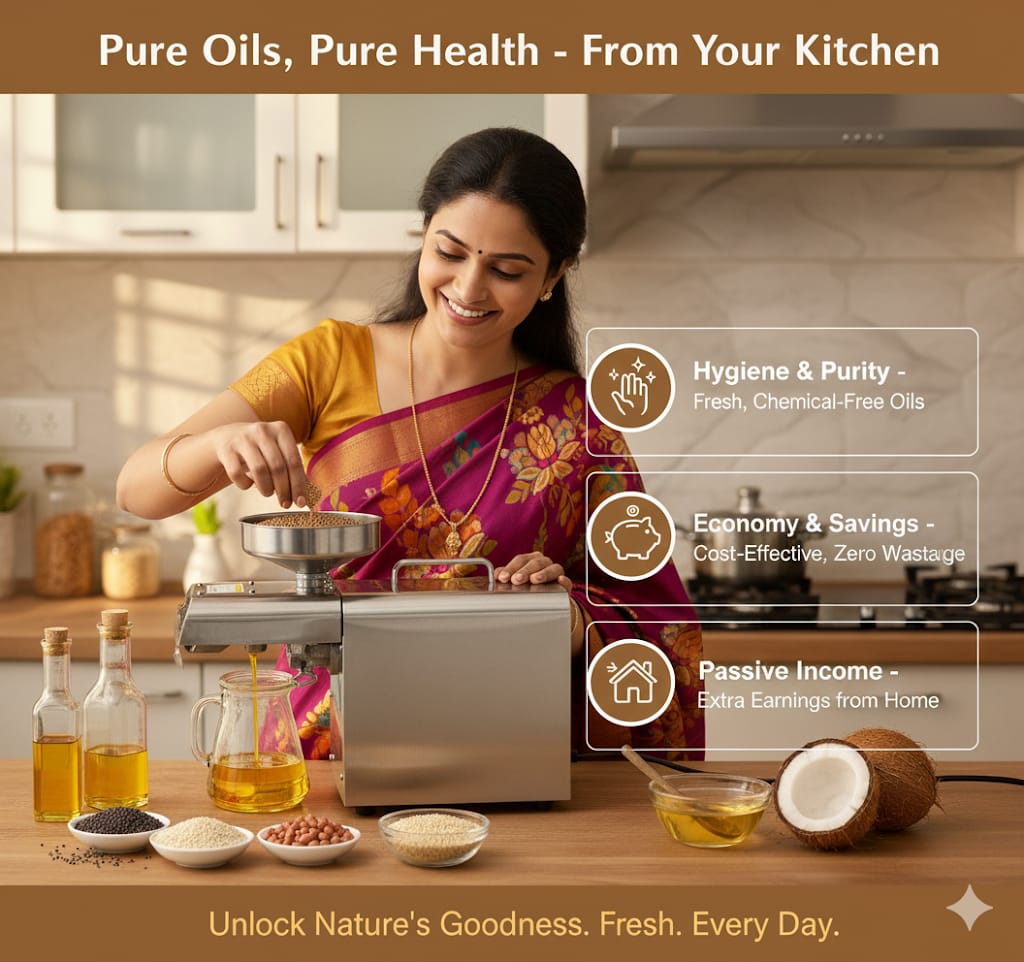 Pure Oils, Pure Health - From Your Kitchen
Hygiene & Purity -
Fresh, Chemical-Free Oils
Economy & Savings -
Cost-Effective, Zero Wastage
Passive Income -
Extra Earnings from Home
Unlock Nature's Goodness. Fresh. Every Day.